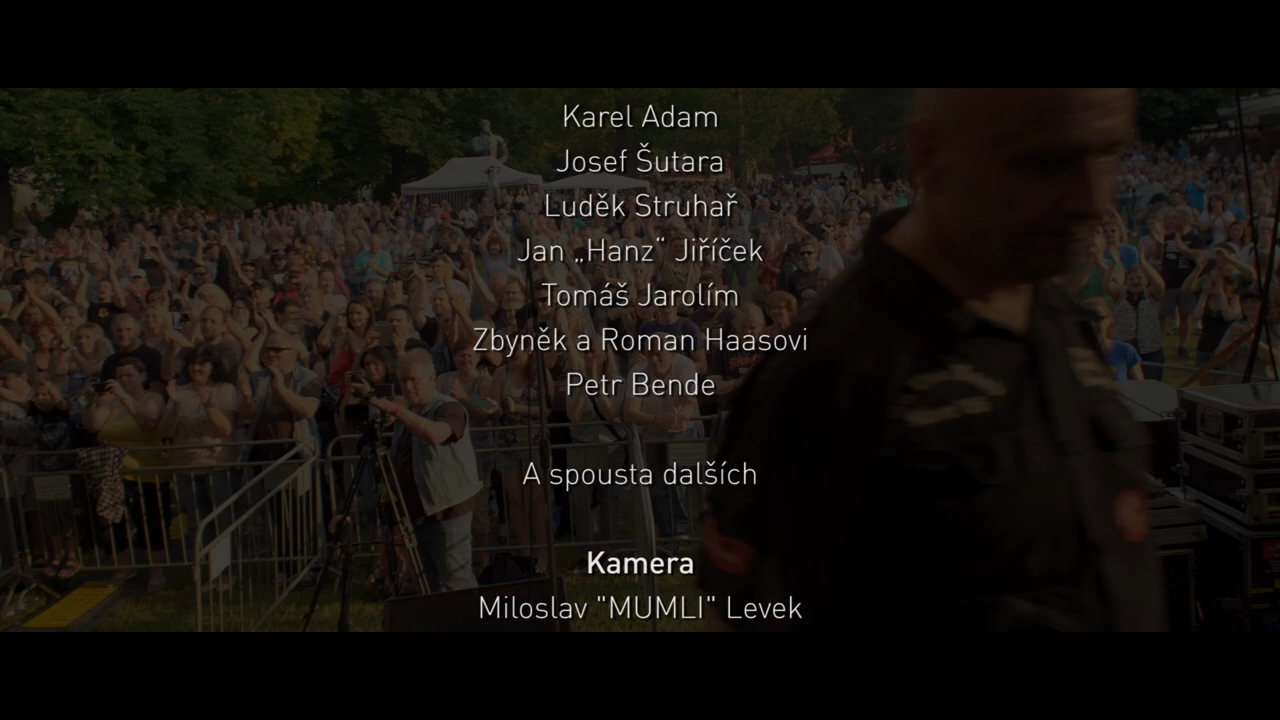 Karel Adam
Josef Šutara
Luděk Struhař
Jan „Hanz“ Jiříček
Tomáš Jarolím
Zbyněk a Roman Haasovi
Petr Bende
A spousta dalších
Kamera
Miloslav "MUMLI" Levek